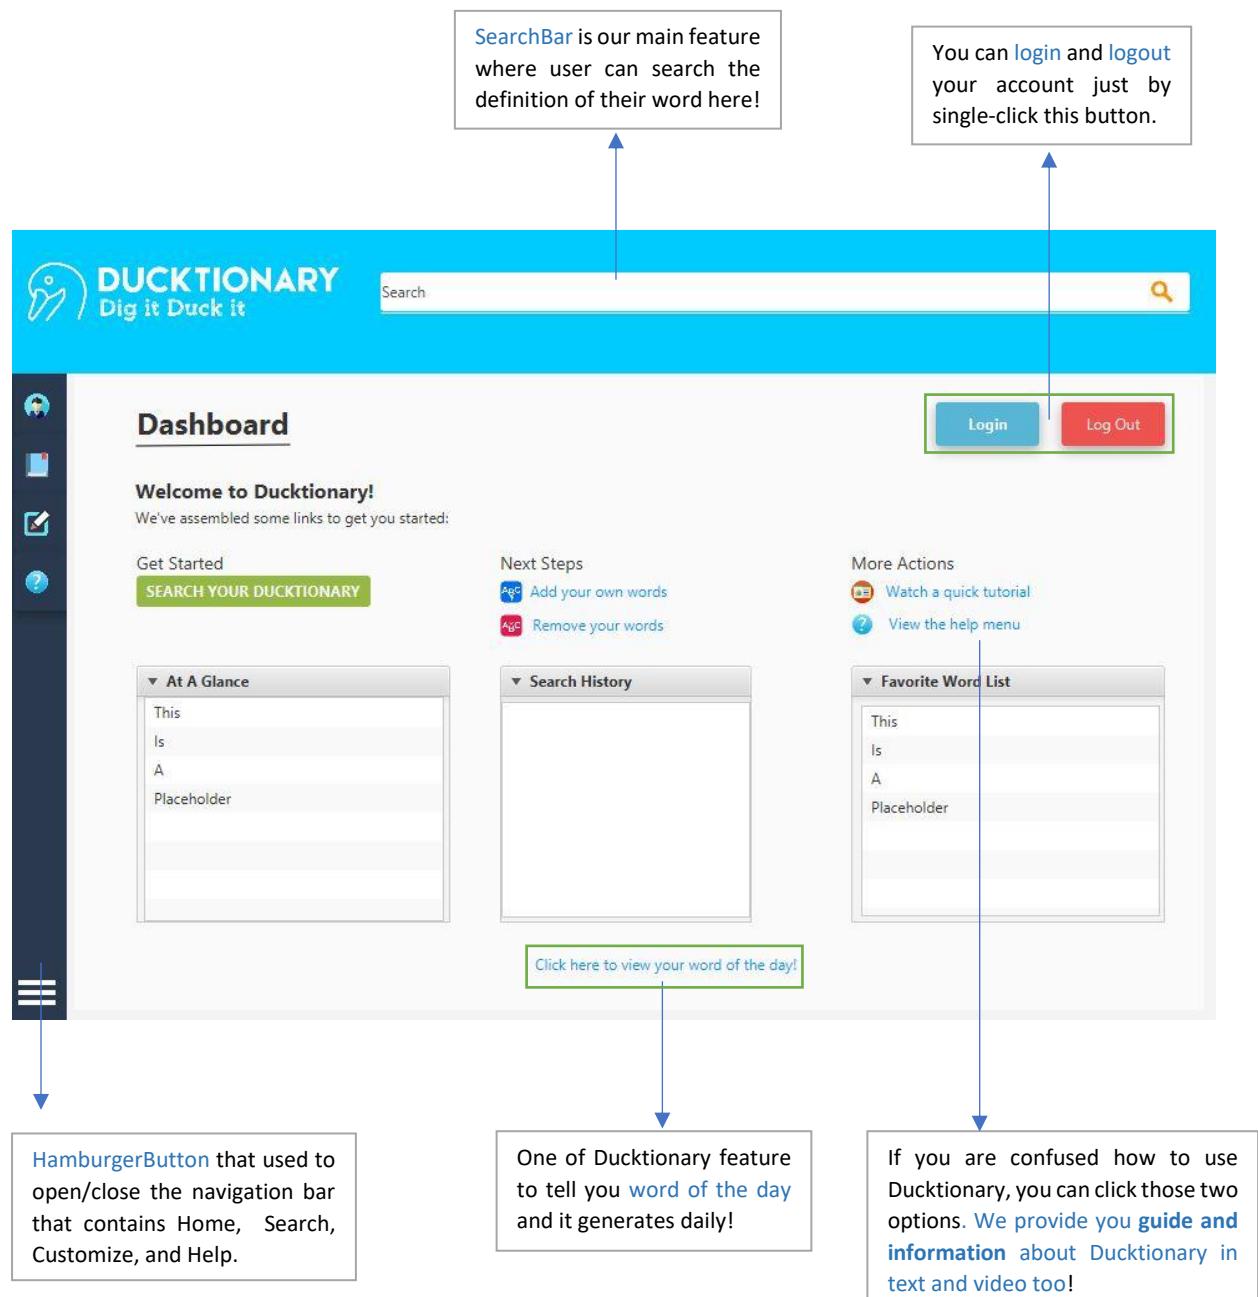 SearchBar is our main feature
where user can search the
definition of their word here!
You can login and logout
your account just by
single-click this button.
DUCKTIONARY
Dig it Duck it
Search
Dashboard
Login
Log Out
Welcome to Ducktionary!
We've assembled some links to get you started:
Get Started
SEARCH YOUR DUCKTIONARY
Next Steps
ABC Add your own words
ABC Remove your words
More Actions
Watch a quick tutorial
? View the help menu
?
At A Glance
This
Is
A
Placeholder
Search History
Favorite Word List
This
Is
A
Placeholder
Click here to view your word of the day!
HamburgerButton that used to
open/close the navigation bar
that contains Home, Search,
Customize, and Help.
One of Ducktionary feature
to tell you word of the day
and it generates daily!
If you are confused how to use
Ducktionary, you can click those two
options. We provide you guide and
information about Ducktionary in
text and video too!